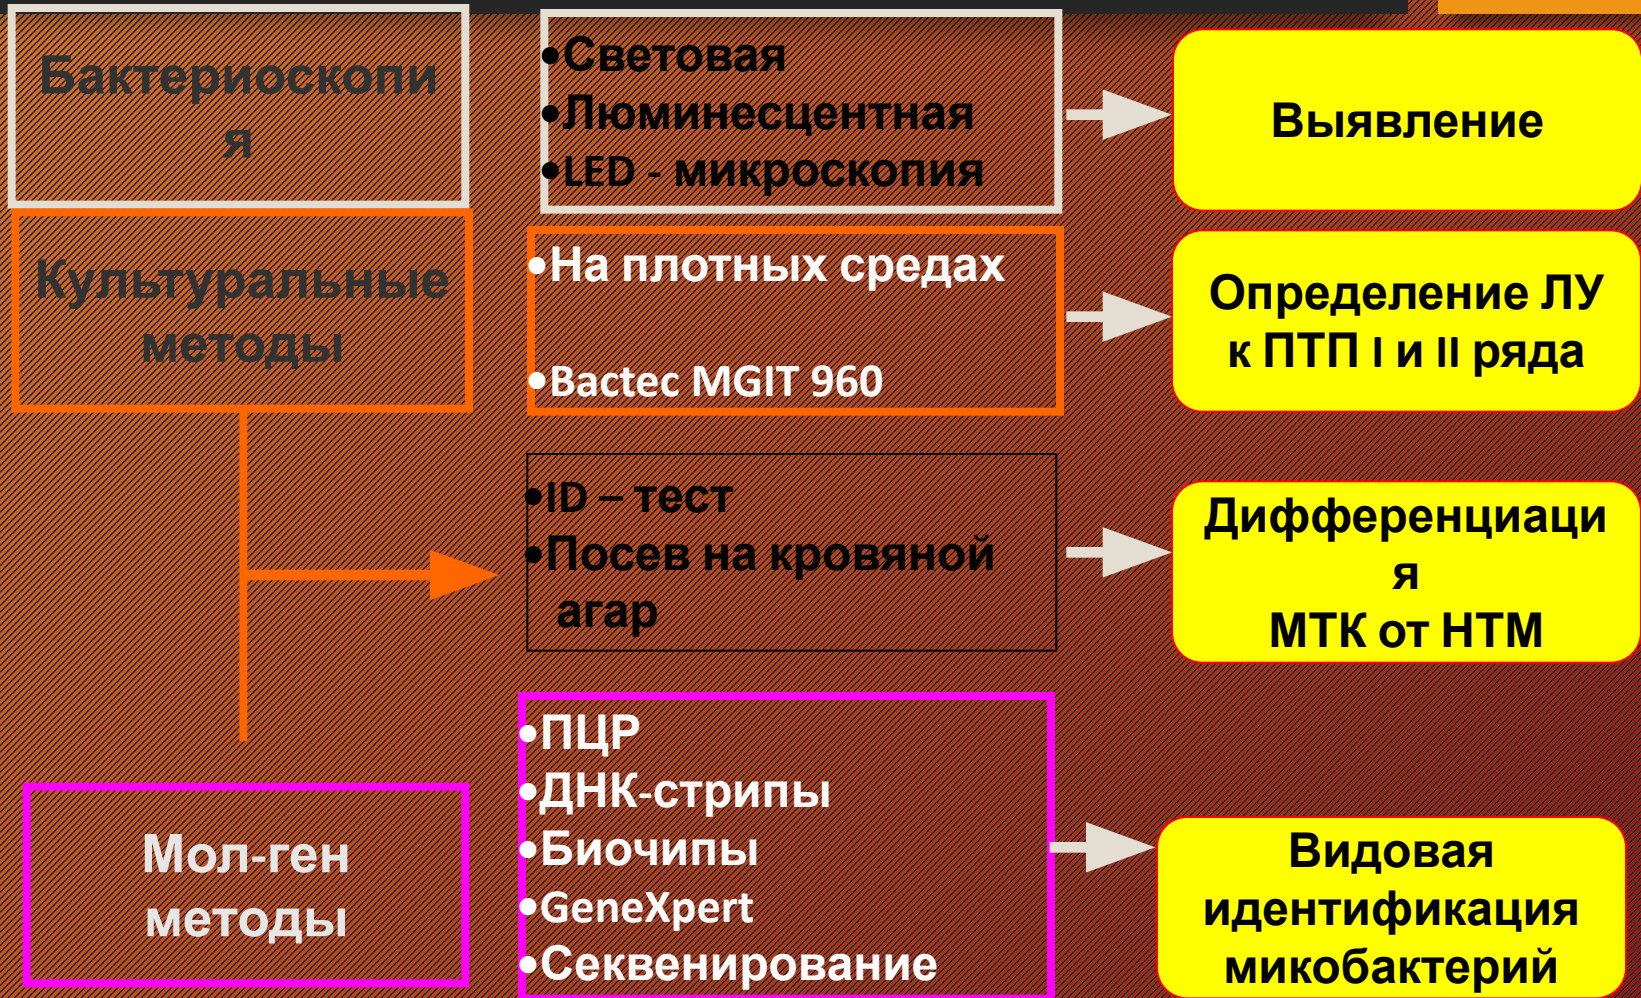 Бактериоскопи
я
•Световая
•Люминесцентная
•LED - микроскопия
Выявление
Культуральные
методы
•На плотных средах
•Bactec MGIT 960
Определение ЛУ
к ПТП I и II ряда
•ID – тест
•Посев на кровяной
агар
Дифференциаци
я
МТК от НТМ
Мол-ген
методы
•ПЦР
•ДНК-стрипы
•Биочипы
•GeneXpert
•Секвенирование
Видовая
идентификация
микобактерий